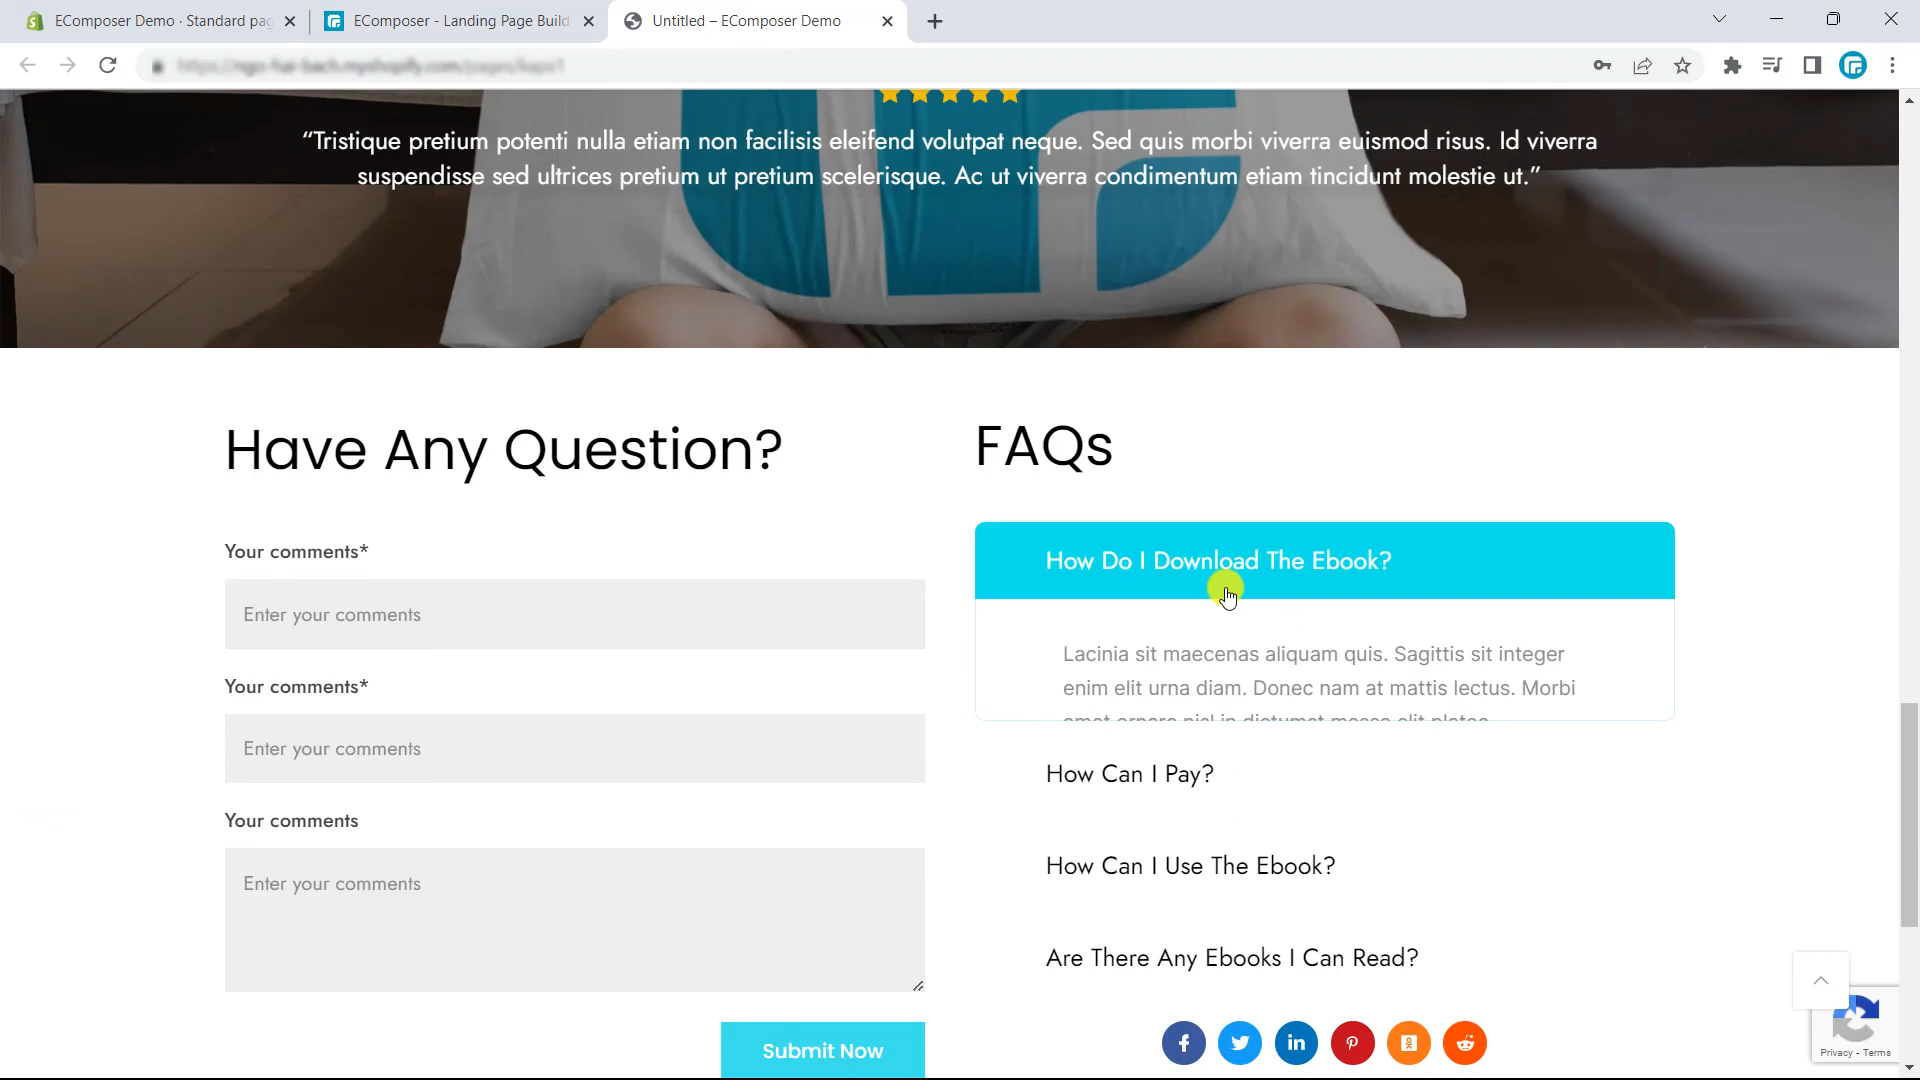 EComposer Demo · Standard pag
EComposer - Landing Page Build
Untitled – EComposer Demo
“Tristique pretium potenti nulla etiam non facilisis eleifend volutpat neque. Sed quis morbi viverra euismod risus. Id viverra
suspendisse sed ultrices pretium ut pretium scelerisque. Ac ut viverra condimentum etiam tincidunt molestie ut.”
Have Any Question?
Your comments*
Enter your comments
Your comments*
Enter your comments
Your comments
Enter your comments
Submit Now
FAQs
How Do I Download The Ebook?
Lacinia sit maecenas aliquam quis. Sagittis sit integer
enim elit urna diam. Donec nam at mattis lectus. Morbi
How Can I Pay?
How Can I Use The Ebook?
Are There Any Ebooks I Can Read?
Privacy - Terms